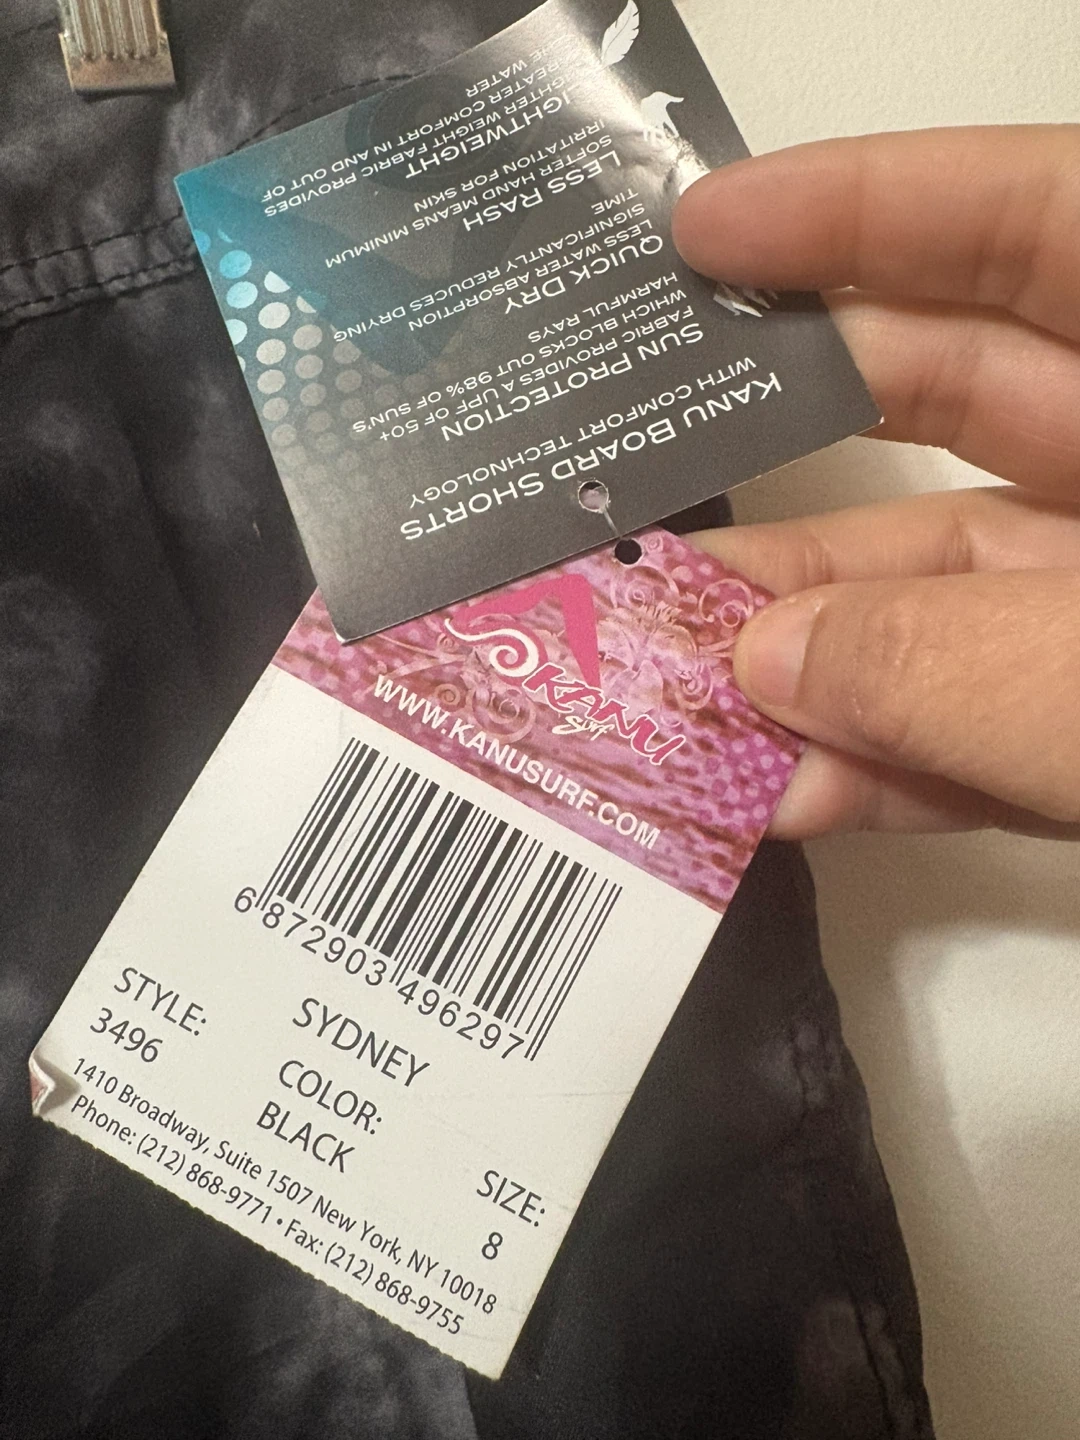 KANU BOARD SHORTS
WITH COMFORT TECHNOLOGY
SUN PROTECTION
FABRIC PROVIDES A UPF OF 50+
WHICH BLOCKS OUT 98% OF SUN'S
HARMFUL RAYS
QUICK DRY
LESS WATER ABSORPTION
SIGNIFICANTLY REDUCES DRYING
TIME
LESS RASH
SOFTER HAND MEANS MINIMUM
IRRITATION FOR SKIN
LIGHTWEIGHT
LIGHTER WEIGHT FABRIC PROVIDES
GREATER COMFORT IN AND OUT OF
THE WATER
KANU
Surf
WWW.KANUSURF.COM
6 872903 496297
STYLE:
3496
SYDNEY
COLOR:
BLACK
SIZE:
8
1410 Broadway, Suite 1507 New York, NY 10018
Phone: (212) 868-9771 • Fax: (212) 868-9755